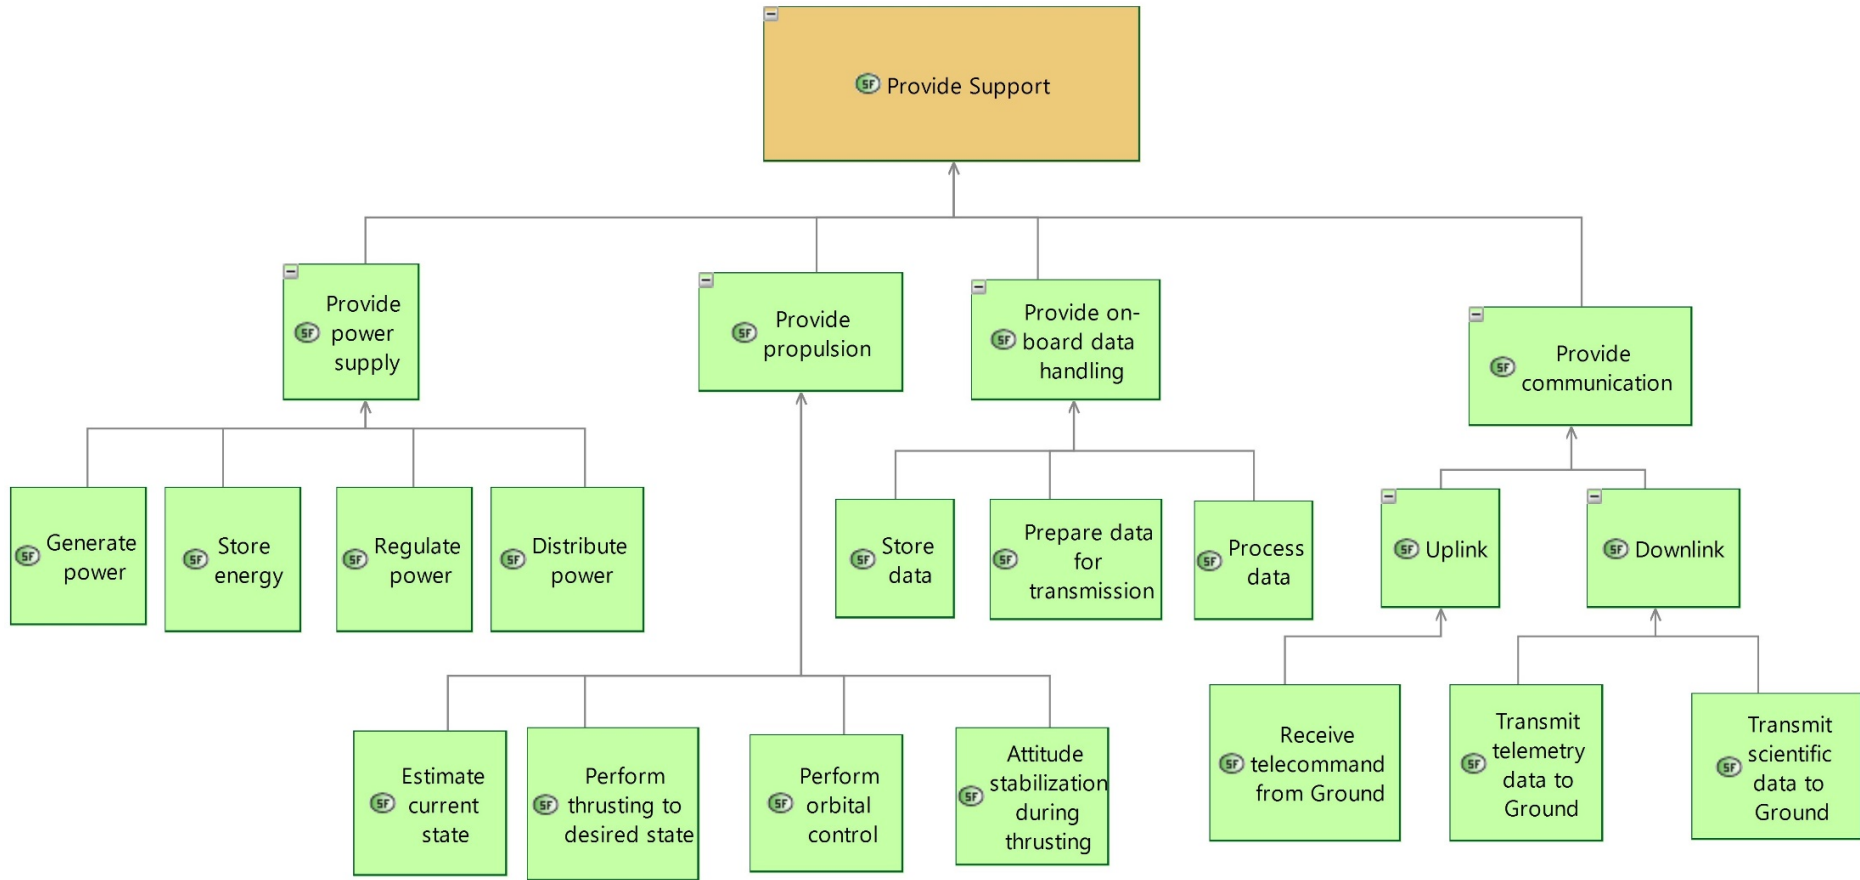 SF Provide Support
Provide
SF power
supply
SF Provide
propulsion
Provide on-
SF board data
handling
SF Provide
communication
SF Generate
power
SF Store
energy
SF Regulate
power
SF Distribute
power
SF Store
data
Prepare data
SF for
transmission
SF Process
data
SF Uplink
SF Downlink
Estimate
SF current
state
Perform
SF thrusting to
desired state
Perform
SF orbital
control
Attitude
stabilization
SF during
thrusting
Receive
SF telecommand
from Ground
Transmit
telemetry
SF data to
Ground
Transmit
scientific
SF data to
Ground